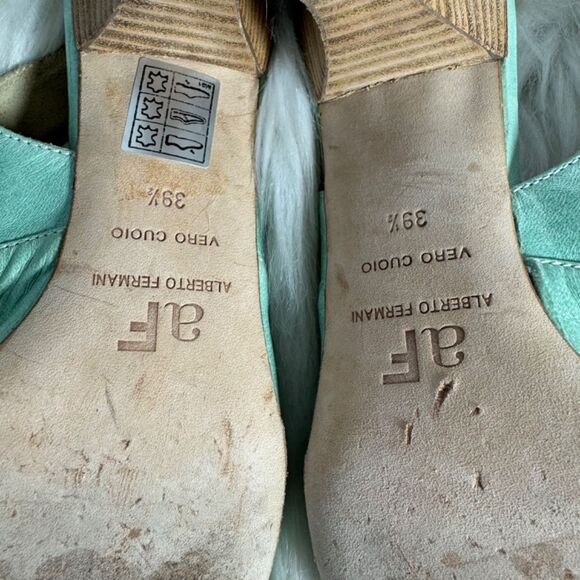 aF
ALBERTO FERMANI
VERO CUOIO
39½
aF
ALBERTO FERMANI
VERO CUOIO
39½